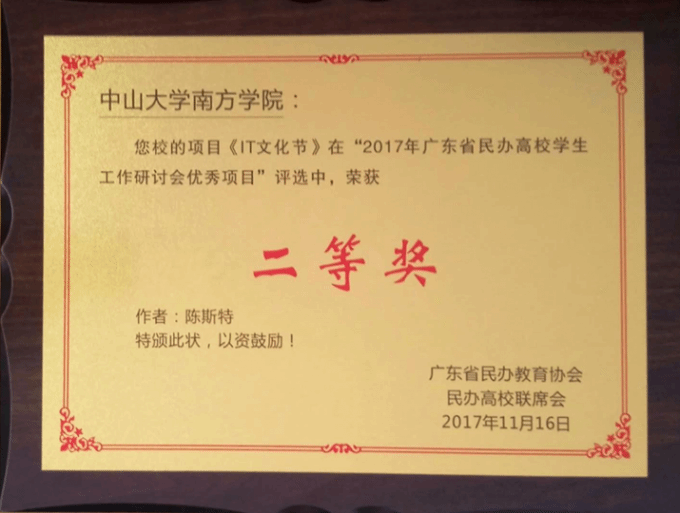 中山大学南方学院：
您校的项目《IT文化节》在“2017年广东省民办高校学生
工作研讨会优秀项目”评选中，荣获
二等奖
作者：陈斯特
特颁此状，以资鼓励！
广东省民办教育协会
民办高校联席会
2017年11月16日